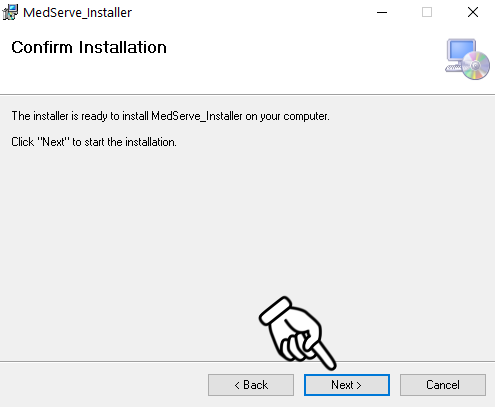 MedServe_Installer
Confirm Installation
The installer is ready to install MedServe_Installer on your computer.
Click "Next" to start the installation.
< Back
Next >
Cancel